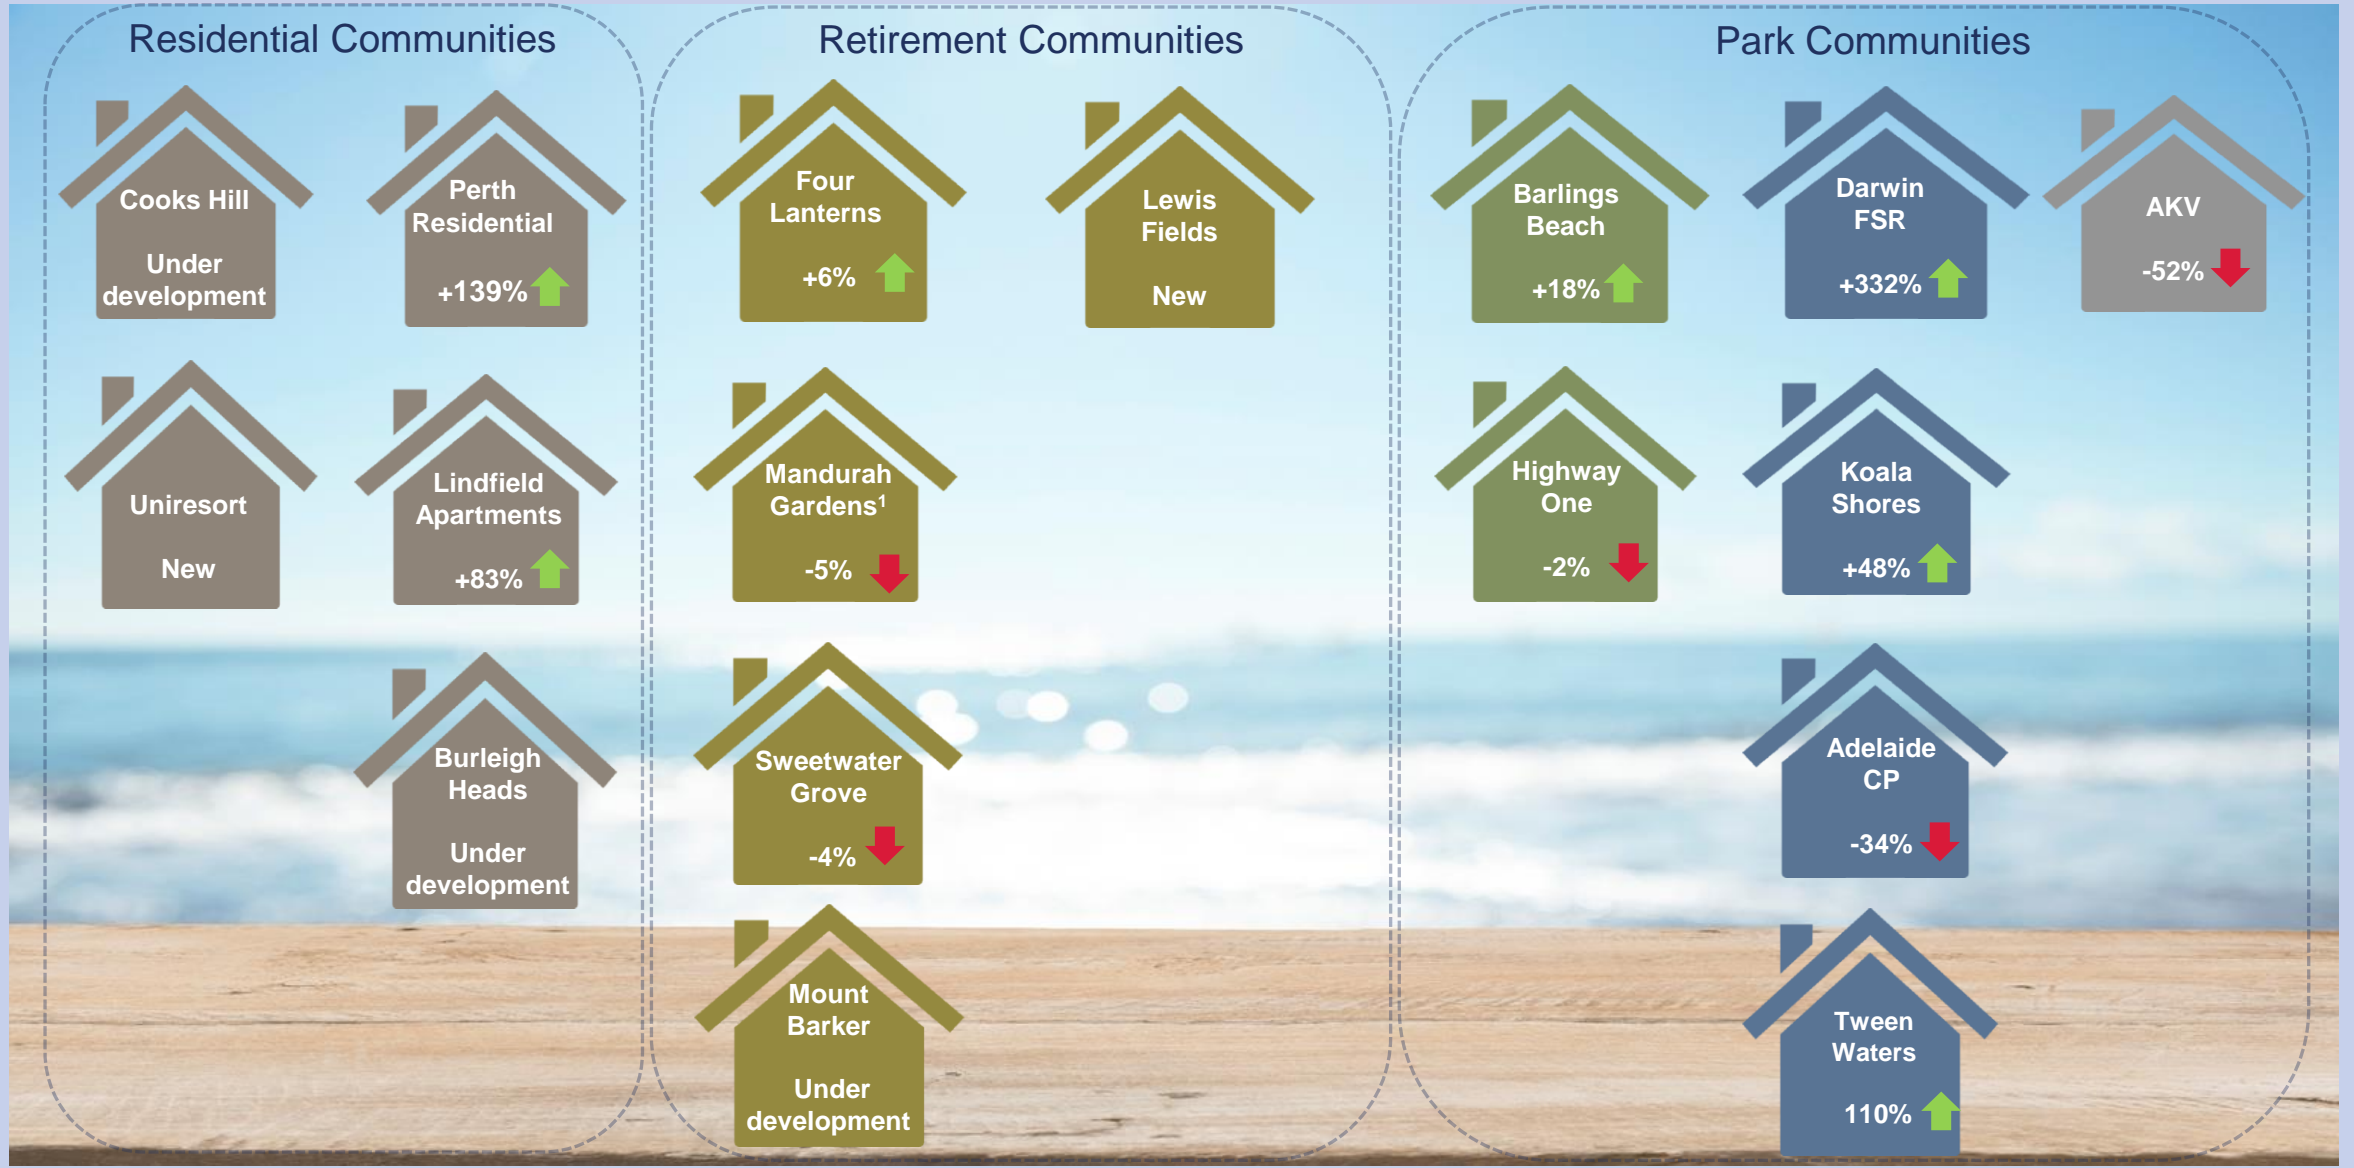 Residential Communities
Cooks Hill
Under
development
Perth
Residential
+139%
Uniresort
New
Lindfield
Apartments
+83%
Burleigh
Heads
Under
development
Retirement Communities
Four
Lanterns
+6%
Lewis
Fields
New
Mandurah
Gardens¹
-5%
Sweetwater
Grove
-4%
Mount
Barker
Under
development
Park Communities
Barlings
Beach
+18%
Darwin
FSR
+332%
AKV
-52%
Highway
One
-2%
Koala
Shores
+48%
Adelaide
CP
-34%
Tween
Waters
110%